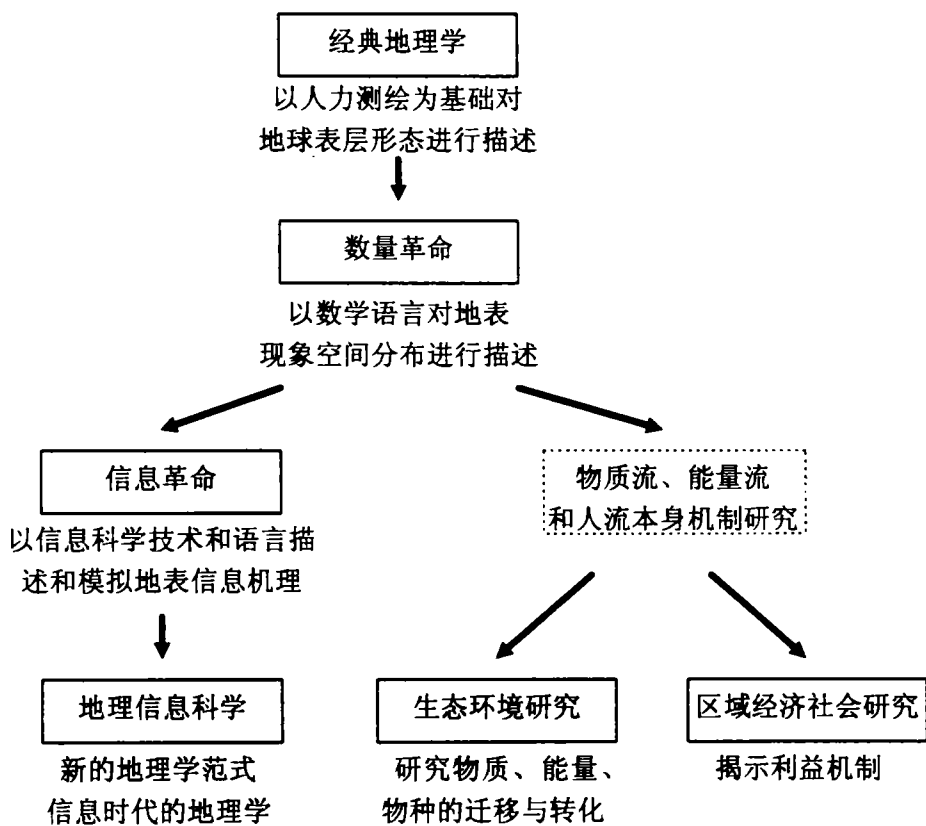 经典地理学
以人力测绘为基础对
地球表层形态进行描述
数量革命
以数学语言对地表
现象空间分布进行描述
信息革命
以信息科学技术和语言描
述和模拟地表信息机理
物质流、能量流
和人流本身机制研究
地理信息科学
新的地理学范式
信息时代的地理学
生态环境研究
研究物质、能量、
物种的迁移与转化
区域经济社会研究
揭示利益机制